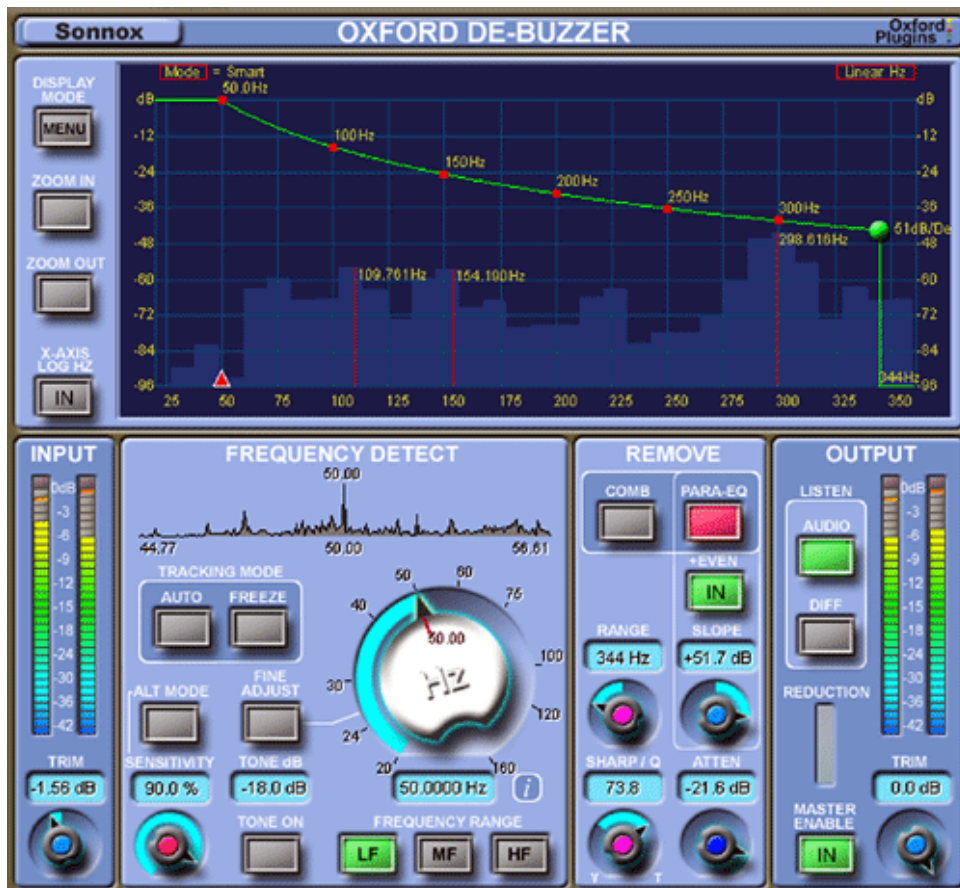 Sonnox
OXFORD DE-BUZZER
Oxford
Plugins
DISPLAY
MODE
MENU
ZOOM IN
ZOOM OUT
X-AXIS
LOG HZ
IN
Mode = Smart
Linear Hz
50.0Hz
100Hz
150Hz
200Hz
250Hz
300Hz
51dB/De
298.616Hz
109.761Hz
154.190Hz
344Hz
dB
-12
-24
-36
-48
-60
-72
-84
-96
dB
-12
-24
-36
-48
-60
-72
-84
-96
25 50 75 100 125 150 175 200 225 250 275 300 325 350
INPUT
0dB
-3
-6
-9
-12
-15
-18
-24
-30
-36
-42
TRIM
-1.56 dB
FREQUENCY DETECT
50.00
44.77 50.00 56.61
TRACKING MODE
AUTO FREEZE
ALT MODE
FINE
ADJUST
SENSITIVITY
90.0 %
TONE dB
-18.0 dB
TONE ON
20 24 30 40 50 60 75 100 120 160
50.00
Hz
50.0000 Hz
i
FREQUENCY RANGE
LF MF HF
REMOVE
COMB PARA-EQ
+EVEN
IN
RANGE SLOPE
344 Hz +51.7 dB
SHARP / Q ATTEN
73.8 -21.6 dB
Y T
OUTPUT
LISTEN
AUDIO
DIFF
REDUCTION
MASTER
ENABLE
IN
0dB
-3
-6
-9
-12
-15
-18
-24
-30
-36
-42
TRIM
0.0 dB